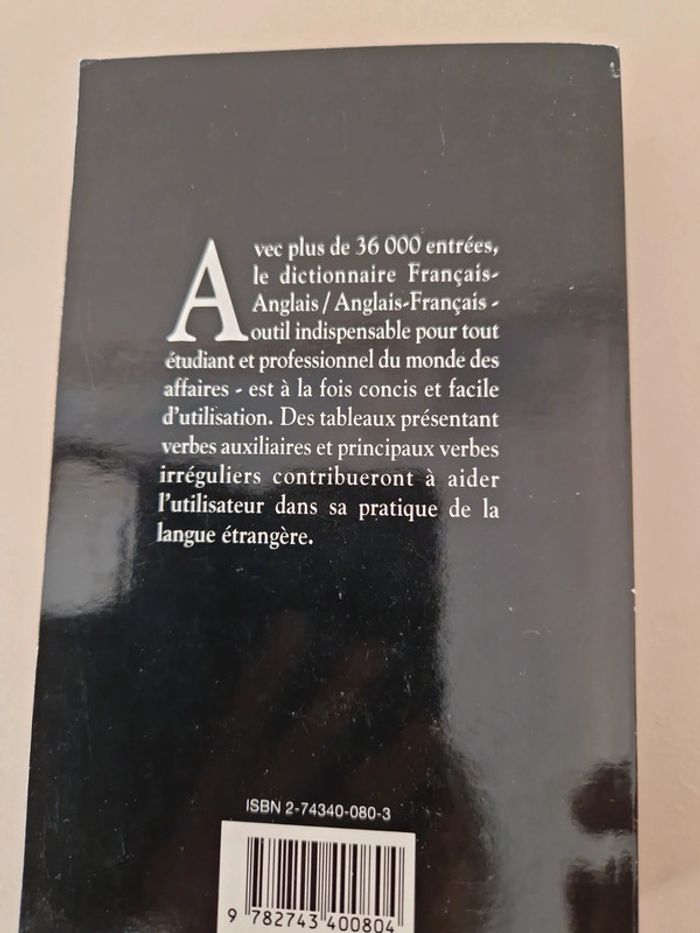 Avec plus de 36 000 entrées,
le dictionnaire Français-
Anglais / Anglais-Français -
outil indispensable pour tout
étudiant et professionnel du monde des
affaires - est à la fois concis et facile
d'utilisation. Des tableaux présentant
verbes auxiliaires et principaux verbes
irréguliers contribueront à aider
l'utilisateur dans sa pratique de la
langue étrangère.
ISBN 2-74340-080-3
9 782743 400804